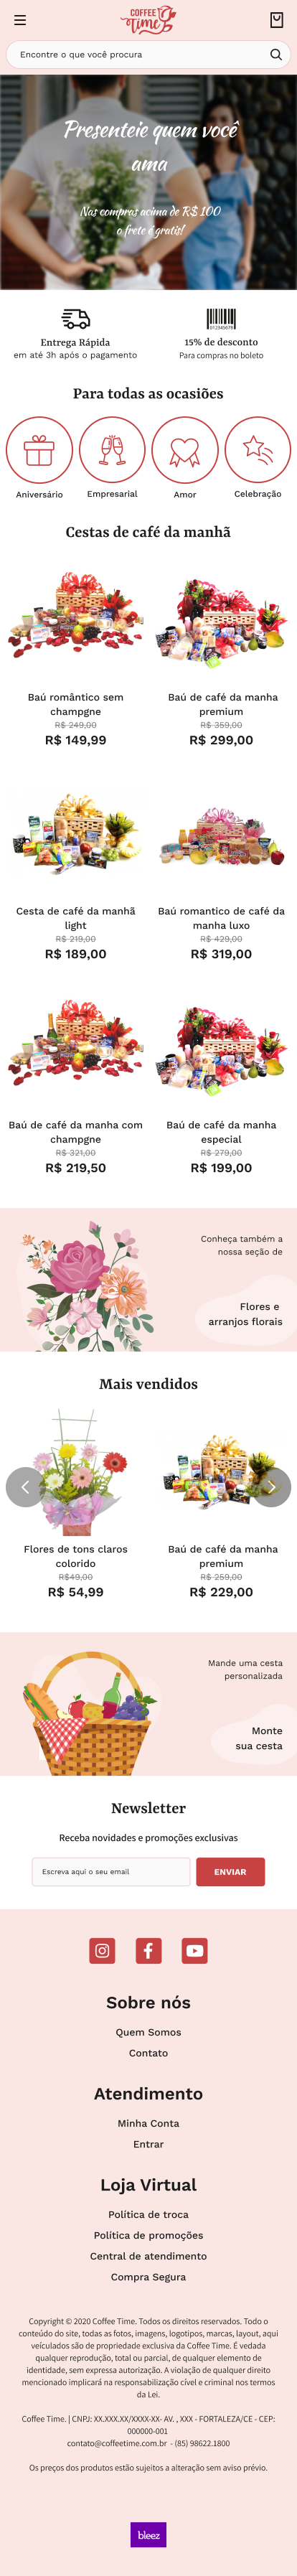 COFFEE
Time
Encontre o que você procura
Presenteie quem você
ama
Nas compras acima de R$ 100
o frete é gratis!
Entrega Rápida
em até 3h após o pagamento
15% de desconto
Para compras no boleto
Para todas as ocasiões
Aniversário
Empresarial
Amor
Celebração
Cestas de café da manhã
Baú romântico sem
champgne
R$ 249,00
R$ 149,99
Baú de café da manha
premium
R$ 359,00
R$ 299,00
Cesta de café da manhã
light
R$ 219,00
R$ 189,00
Baú romantico de café da
manha luxo
R$ 429,00
R$ 319,00
Baú de café da manha com
champgne
R$ 321,00
R$ 219,50
Baú de café da manha
especial
R$ 279,00
R$ 199,00
Conheça também a
nossa seção de
Flores e
arranjos florais
Mais vendidos
Flores de tons claros
colorido
R$49,00
R$ 54,99
Baú de café da manha
premium
R$ 259,00
R$ 229,00
Mande uma cesta
personalizada
Monte
sua cesta
Newsletter
Receba novidades e promoções exclusivas
Escreva aqui o seu email
ENVIAR
Sobre nós
Quem Somos
Contato
Atendimento
Minha Conta
Entrar
Loja Virtual
Política de troca
Política de promoções
Central de atendimento
Compra Segura
Copyright © 2020 Coffee Time. Todos os direitos reservados. Todo o
conteúdo do site, todas as fotos, imagens, logotipos, marcas, layout, aqui
veículados são de propriedade exclusiva da Coffee Time. É vedada
qualquer reprodução, total ou parcial, de qualquer elemento de
identidade, sem expressa autorização. A violação de qualquer direito
mencionado implicará na responsabilização cível e criminal nos termos
da Lei.
Coffee Time. | CNPJ: XX.XXX.XX/XXXX-XX- AV. , XXX - FORTALEZA/CE - CEP:
000000-001
contato@coffeetime.com.br - (85) 98622.1800
Os preços dos produtos estão sujeitos a alteração sem aviso prévio.
bleez